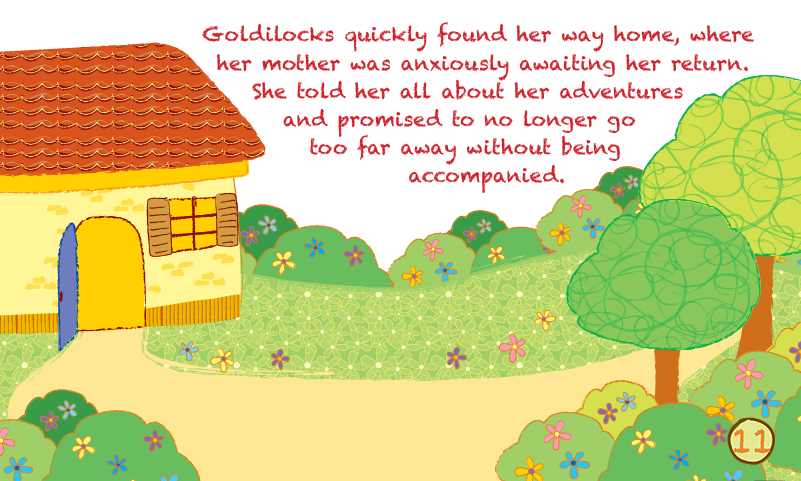 Goldilocks quickly found her way home, where
her mother was anxiously awaiting her return.
She told her all about her adventures
and promised to no longer go
too far away without being
accompanied.
11